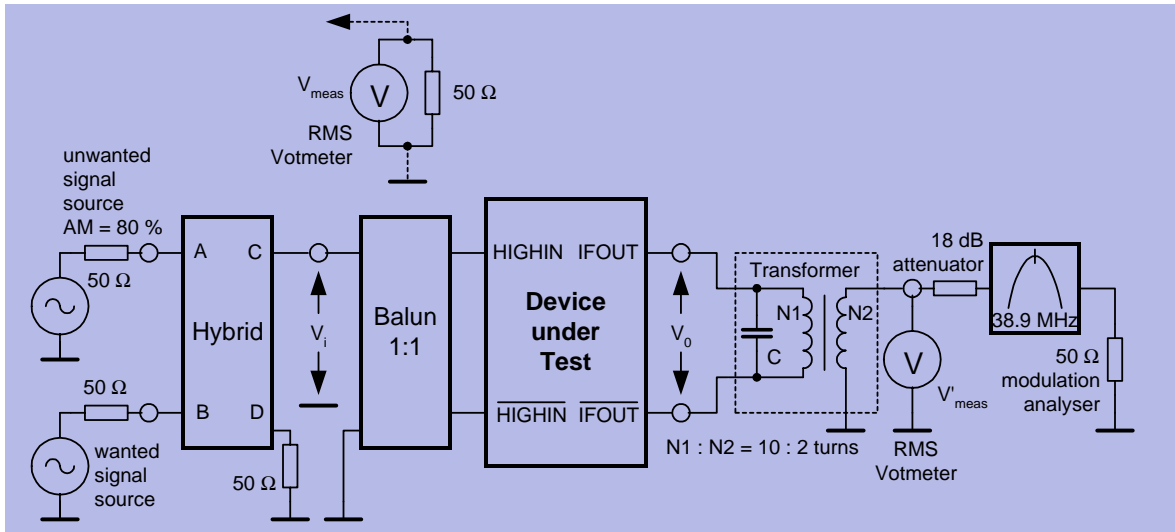 V meas
50 Ω
RMS
Votmeter
unwanted
signal
source
AM = 80 %
50 Ω
A
C
Hybrid
B
D
50 Ω
wanted
signal
source
50 Ω
V i
Balun
1:1
HIGHIN
IFOUT
Device
under
Test
HIGHIN
IFOUT
V 0
Transformer
N1
N2
C
N1 : N2 = 10 : 2 turns
18 dB
attenuator
38.9 MHz
V
V
V' meas
RMS
Votmeter
50 Ω
modulation
analyser